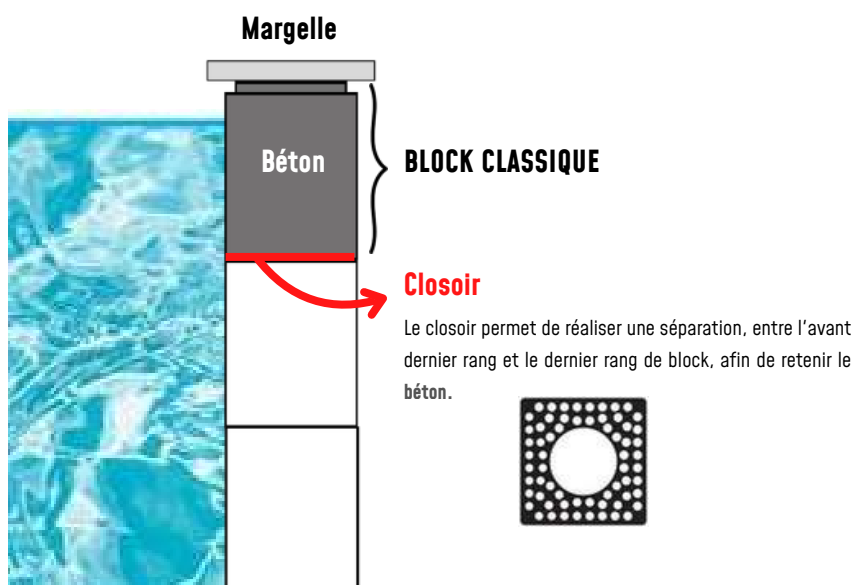 Margelle
Béton
BLOCK CLASSIQUE
Closoir
Le closoir permet de réaliser une séparation, entre l'avant
dernier rang et le dernier rang de block, afin de retenir le
béton.